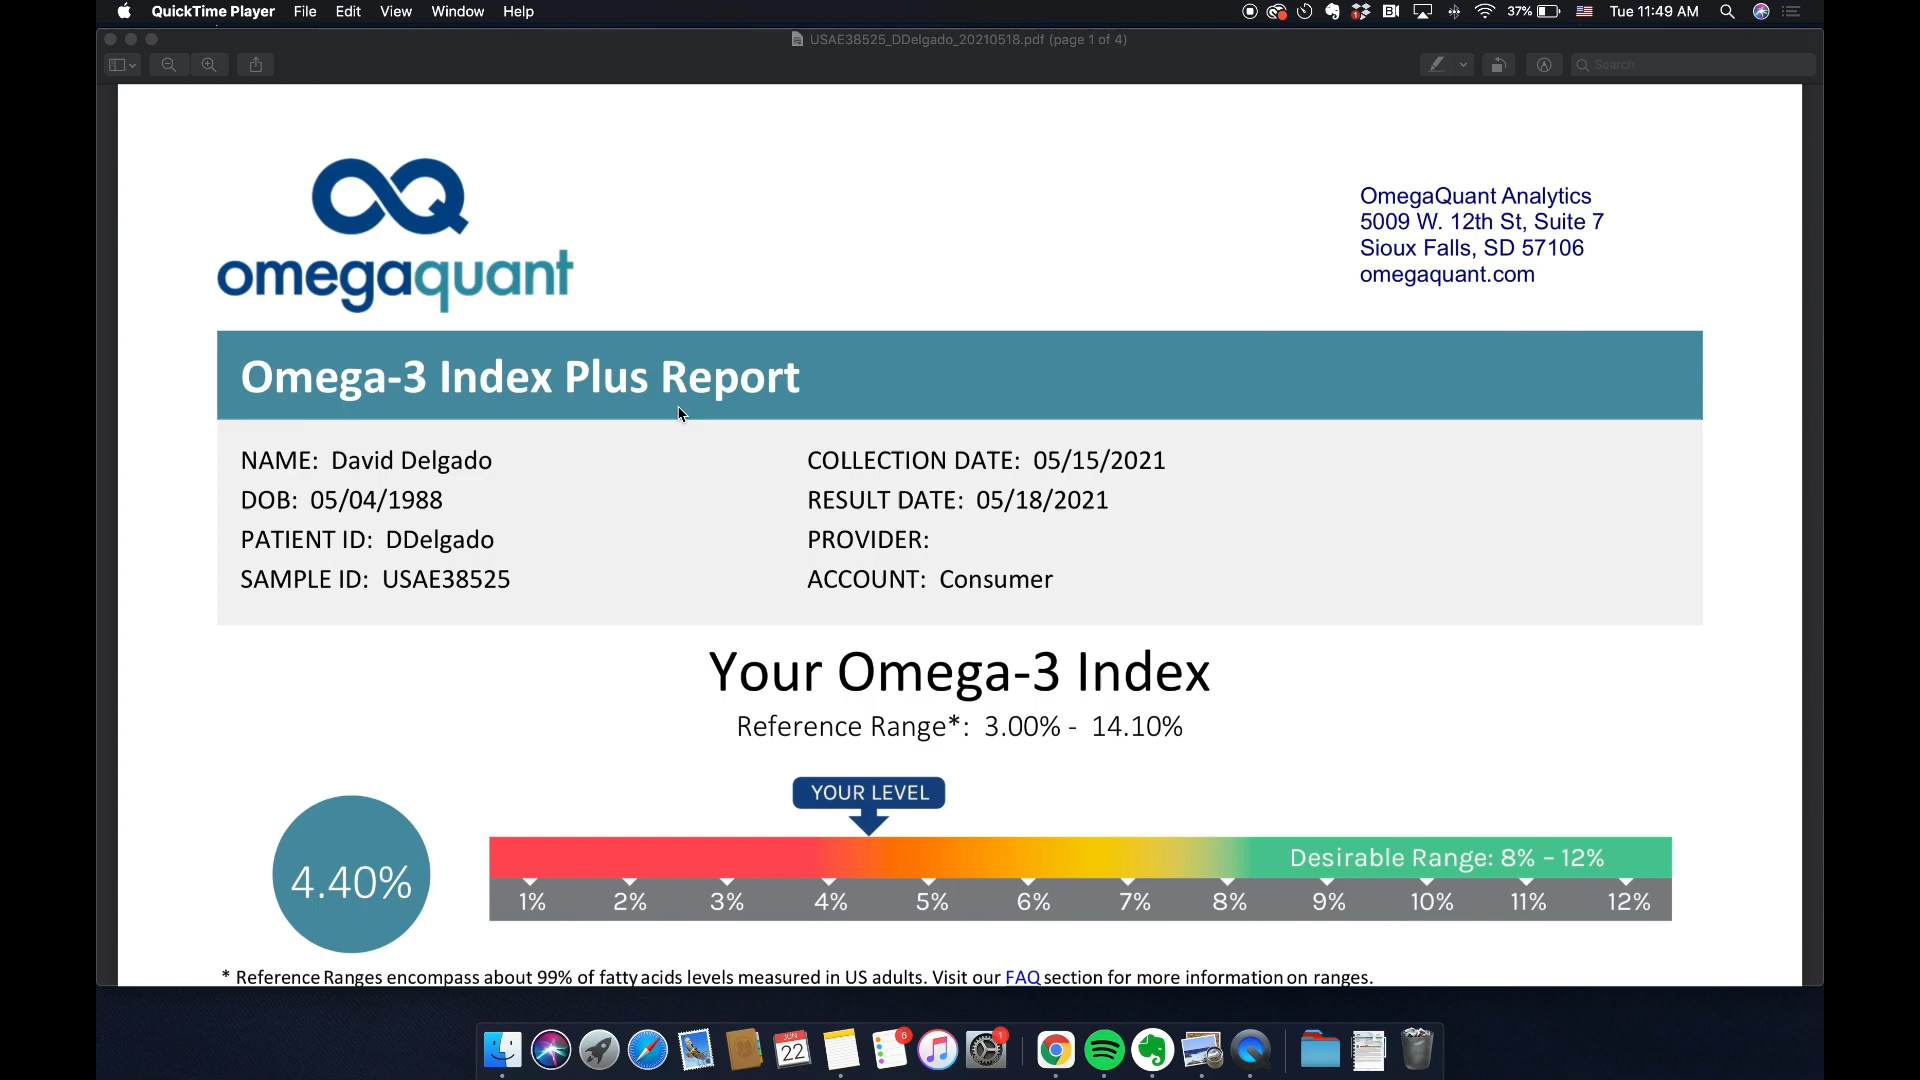 QuickTime Player File Edit View Window Help 37% Tue 11:49 AM
USAE38525_DDelgado_20210518.pdf (page 1 of 4)
Search
omegaquant
OmegaQuant Analytics
5009 W. 12th St, Suite 7
Sioux Falls, SD 57106
omegaquant.com
Omega-3 Index Plus Report
NAME: David Delgado
COLLECTION DATE: 05/15/2021
DOB: 05/04/1988
RESULT DATE: 05/18/2021
PATIENT ID: DDelgado
PROVIDER:
SAMPLE ID: USAE38525
ACCOUNT: Consumer
Your Omega-3 Index
Reference Range*: 3.00% - 14.10%
YOUR LEVEL
4.40%
Desirable Range: 8% - 12%
1% 2% 3% 4% 5% 6% 7% 8% 9% 10% 11% 12%
* Reference Ranges encompass about 99% of fatty acids levels measured in US adults. Visit our FAQ section for more information on ranges.
JUN
22
6
1